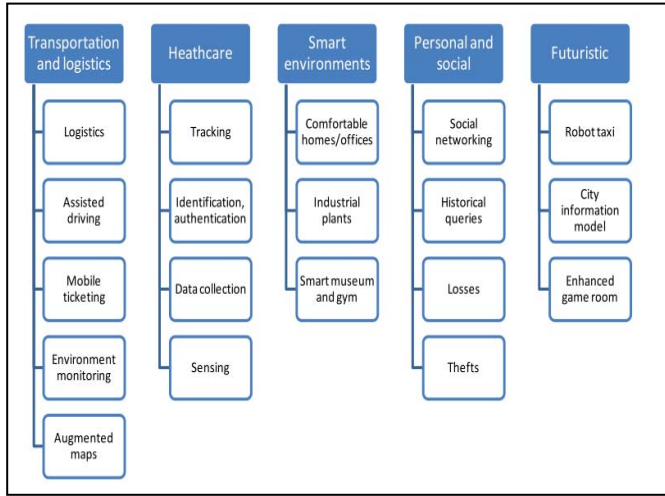 Transportation
and logistics
Logistics
Assisted
driving
Mobile
ticketing
Environment
monitoring
Augmented
maps
Heathcare
Tracking
Identification,
authentication
Data collection
Sensing
Smart
environments
Comfortable
homes/offices
Industrial
plants
Smart museum
and gym
Personal and
social
Social
networking
Historical
queries
Losses
Thefts
Futuristic
Robot taxi
City
information
model
Enhanced
game room